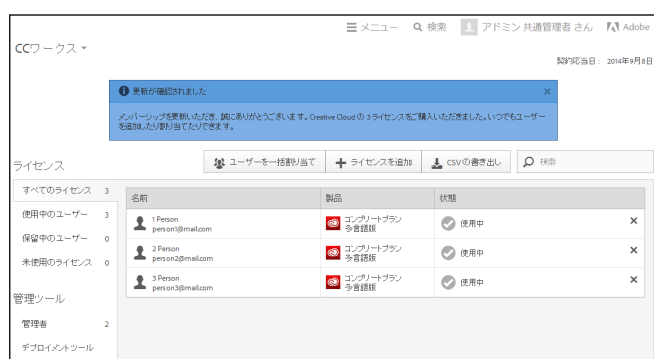 メニュー 検索 アドミン 共通管理者 さん Adobe
CCワークス
契約応当日: 2014年9月8日
更新が確認されました ×
メンバーシップを更新いただき、誠にありがとうございます。Creative Cloud の 3 ライセンスをご購入いただきました。いつでもユーザー
を追加したり割り当てたりできます。
ライセンス
ユーザーを一括割り当て ライセンスを追加 CSVの書き出し 検索
すべてのライセンス 3
使用中のユーザー 3
保留中のユーザー 0
未使用のライセンス 0
管理ツール
管理者 2
デプロイメントツール
名前 製品 状態
1 Person
person1@mail.com
コンプリートプラン
多言語版
使用中 ×
2 Person
person2@mail.com
コンプリートプラン
多言語版
使用中 ×
3 Person
person3@mail.com
コンプリートプラン
多言語版
使用中 ×